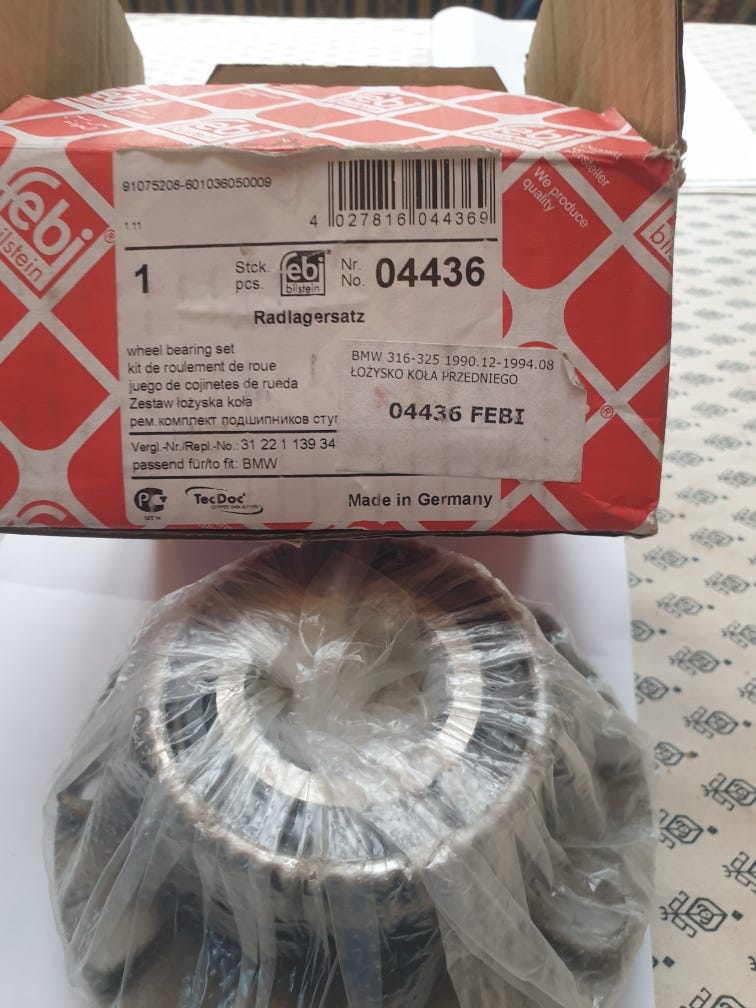 febi
bilstein
We produce
quality
91075208-601036050009
1.11
4 027816 044369
1 Stck. pcs. febi bilstein Nr. No. 04436
Radlagersatz
wheel bearing set
kit de roulement de roue
juego de cojinetes de rueda
Zestaw łożyska koła
рем.комплект подшипников сту
Vergl.-Nr./Repl.-No.: 31 22 1 139 34
passend für/to fit: BMW
TecDoc
Made in Germany
BMW 316-325 1990.12-1994.08
ŁOŻYSKO KOŁA PRZEDNIEGO
04436 FEBI